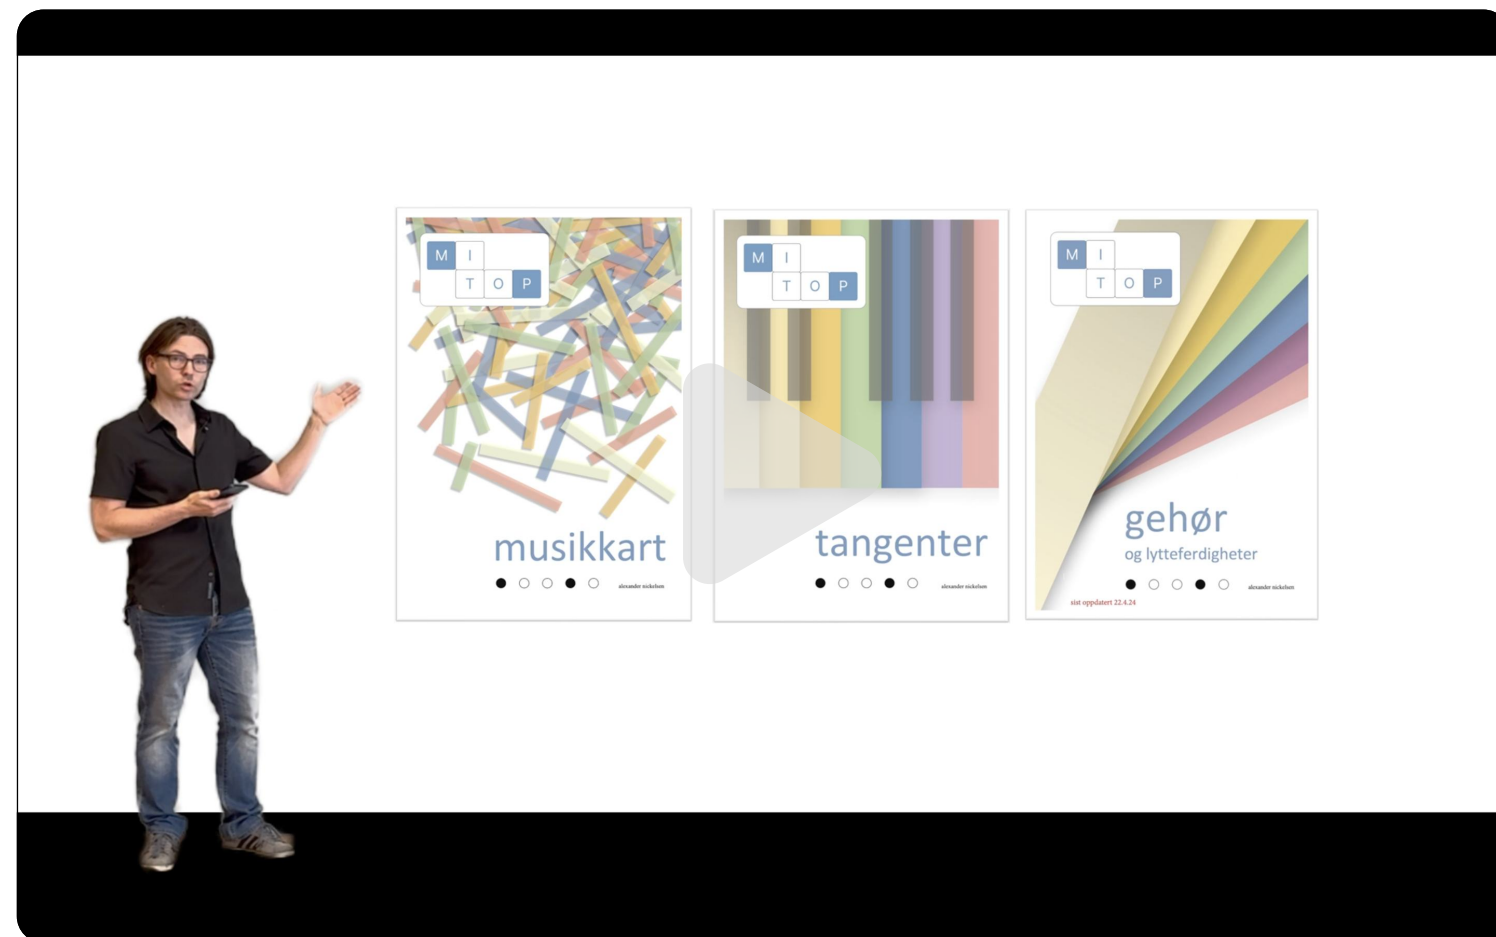 M I
T O P
musikkart
alexander nickelsen
M I
T O P
tangenter
alexander nickelsen
M I
T O P
gehør
og lytteferdigheter
alexander nickelsen
sist oppdatert 22.4.24